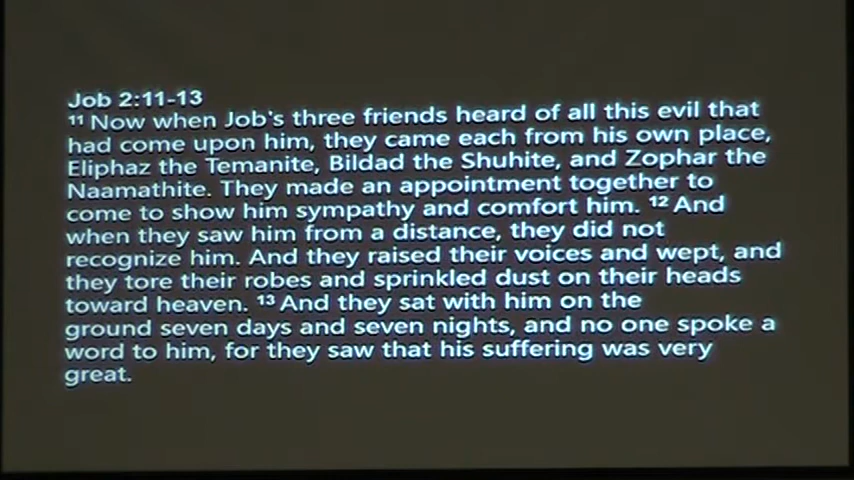 Job 2:11-13
11 Now when Job's three friends heard of all this evil that
had come upon him, they came each from his own place,
Eliphaz the Temanite, Bildad the Shuhite, and Zophar the
Naamathite. They made an appointment together to
come to show him sympathy and comfort him. 12 And
when they saw him from a distance, they did not
recognize him. And they raised their voices and wept, and
they tore their robes and sprinkled dust on their heads
toward heaven. 13 And they sat with him on the
ground seven days and seven nights, and no one spoke a
word to him, for they saw that his suffering was very
great.